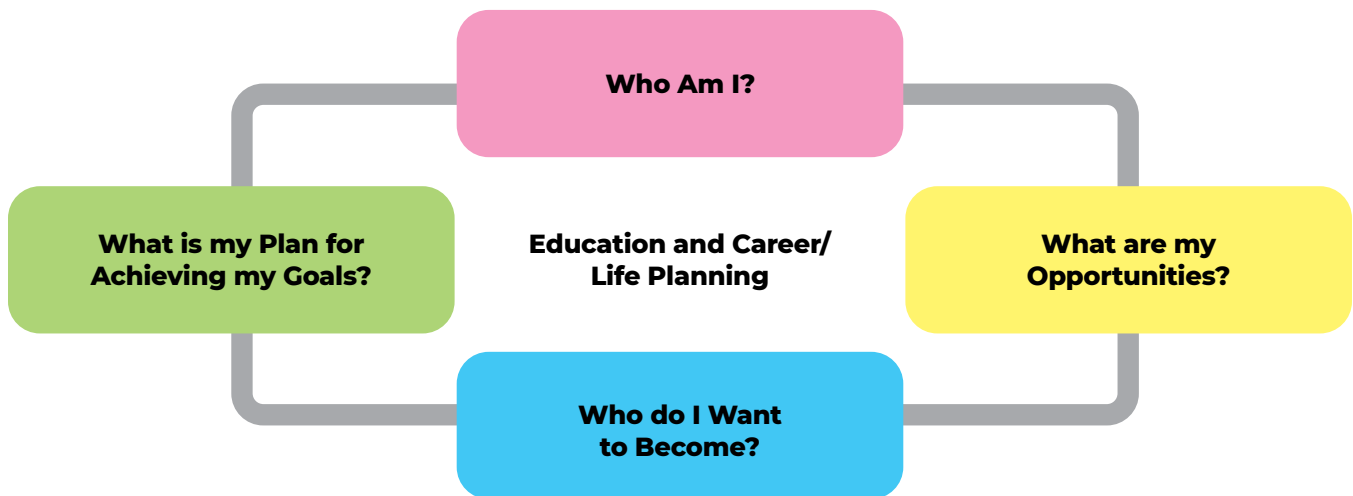 Who Am I?
What is my Plan for
Achieving my Goals?
Education and Career/
Life Planning
What are my
Opportunities?
Who do I Want
to Become?